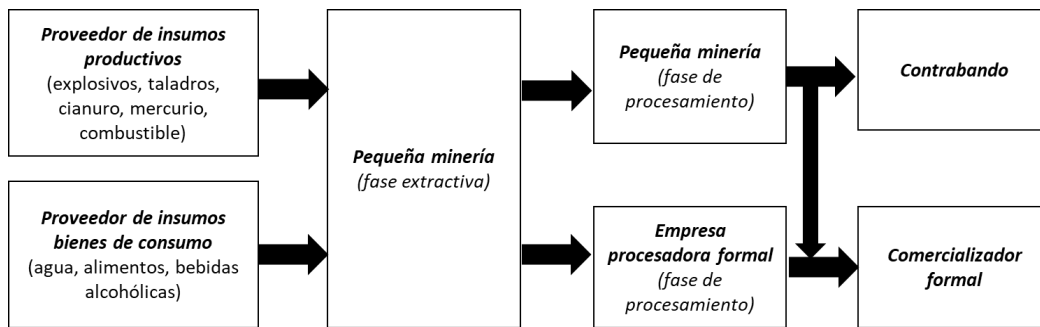 Proveedor de insumos
productivos
(explosivos, taladros,
cianuro, mercurio,
combustible)
Proveedor de insumos
bienes de consumo
(agua, alimentos, bebidas
alcohólicas)
Pequeña minería
(fase extractiva)
Pequeña minería
(fase de
procesamiento)
Empresa
procesadora formal
(fase de
procesamiento)
Contrabando
Comercializador
formal